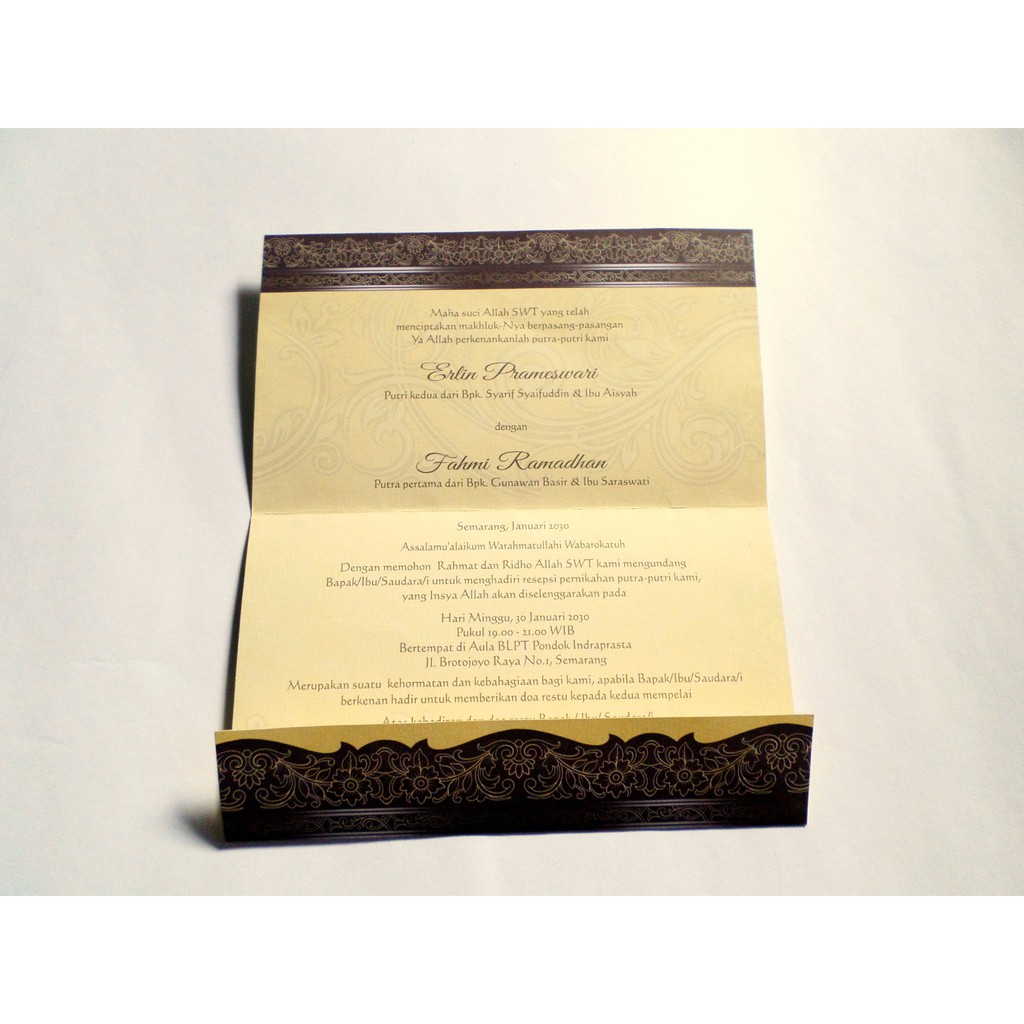 Maha suci Allah SWT yang telah
menciptakan makhluk-Nya berpasang-pasangan
Ya Allah perkenankanlah putra-putri kami
Erlin Prameswari
Putri kedua dari Bpk. Syarif Syaifuddin & Ibu Aisyah
dengan
Fahmi Ramadhan
Putra pertama dari Bpk. Gunawan Basir & Ibu Saraswati
Semarang, Januari 2030
Assalamu'alaikum Warahmatullahi Wabarokatuh
Dengan memohon Rahmat dan Ridho Allah SWT kami mengundang
Bapak/Ibu/Saudara/i untuk menghadiri resepsi pernikahan putra-putri kami,
yang Insya Allah akan diselenggarakan pada
Hari Minggu, 30 Januari 2030
Pukul 19.00 - 21.00 WIB
Bertempat di Aula BLPT Pondok Indraprasta
Jl. Brotojoyo Raya No.1, Semarang
Merupakan suatu kehormatan dan kebahagiaan bagi kami, apabila Bapak/Ibu/Saudara/i
berkenan hadir untuk memberikan doa restu kepada kedua mempelai